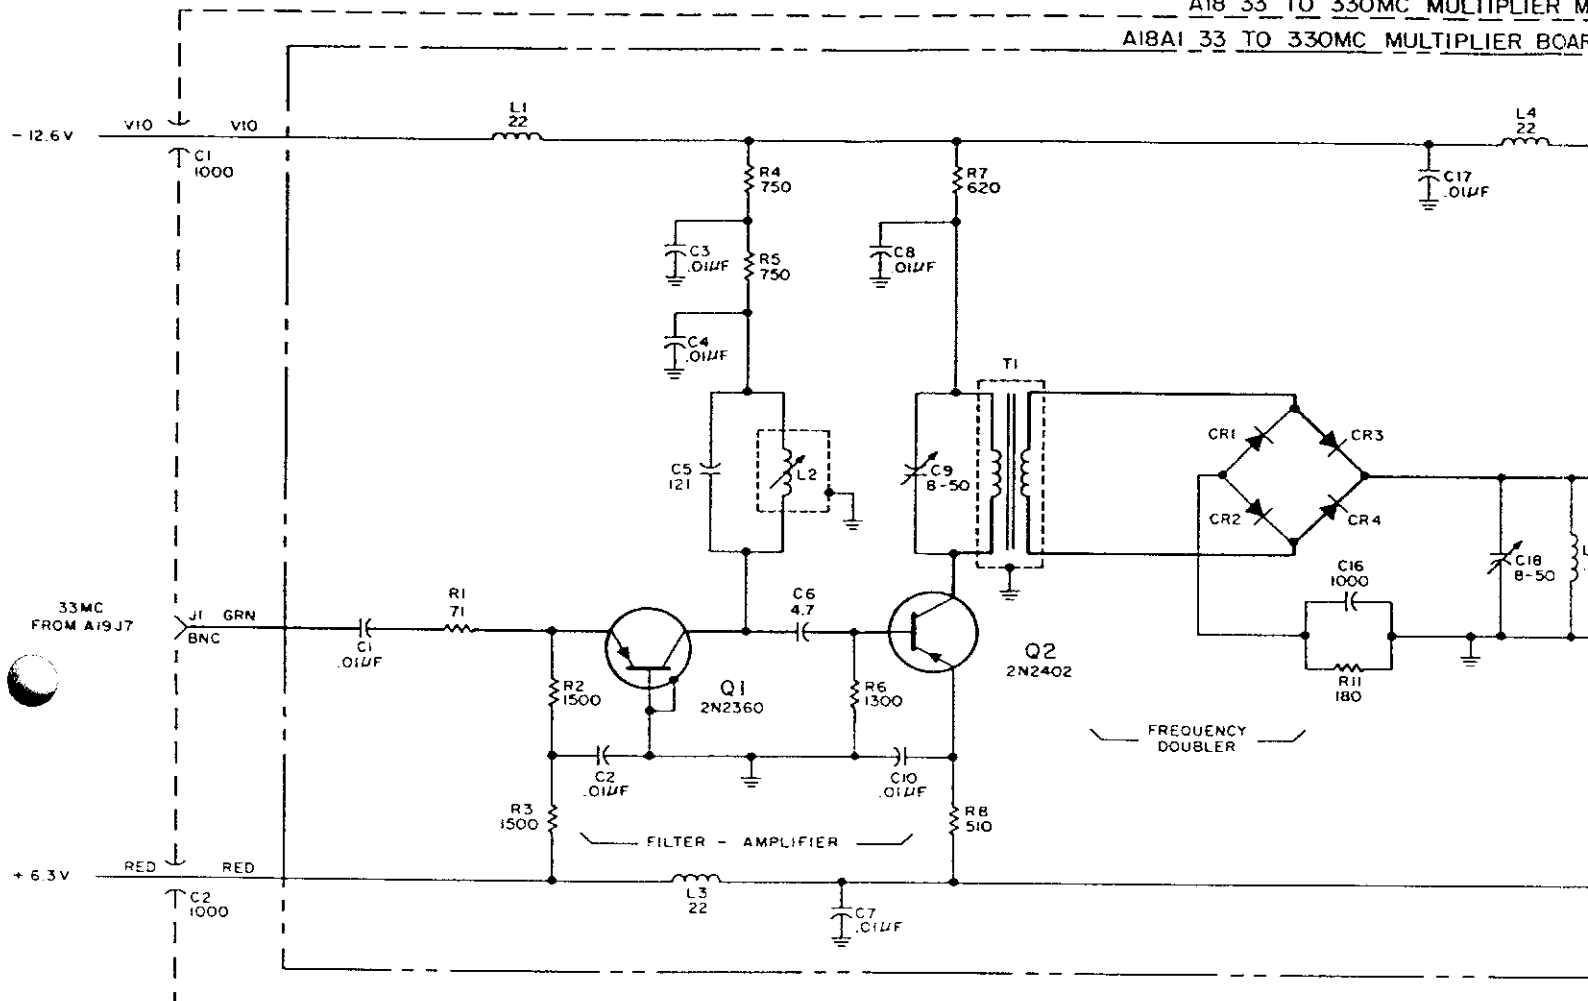 A18 33 TO 330MC MULTIPLIER M
A18A1 33 TO 330MC MULTIPLIER BOAR
L1
22
L4
22
- 12.6V
VIO
VIO
C1
1000
R4
750
R7
620
C17
.01µF
C3
.01µF
R5
750
C8
.01µF
C4
.01µF
T1
CR1
CR3
C5
121
L2
C9
8-50
CR2
CR4
C16
1000
C18
8-50
L
33MC
FROM A19J7
J1
GRN
BNC
R1
71
C6
4.7
C1
.01µF
Q2
2N2402
R11
180
R2
1500
Q1
2N2360
R6
1300
FREQUENCY
DOUBLER
C2
.01µF
C10
.01µF
R3
1500
R8
510
FILTER - AMPLIFIER
+ 6.3V
RED
RED
C2
1000
L3
22
C7
.01µF